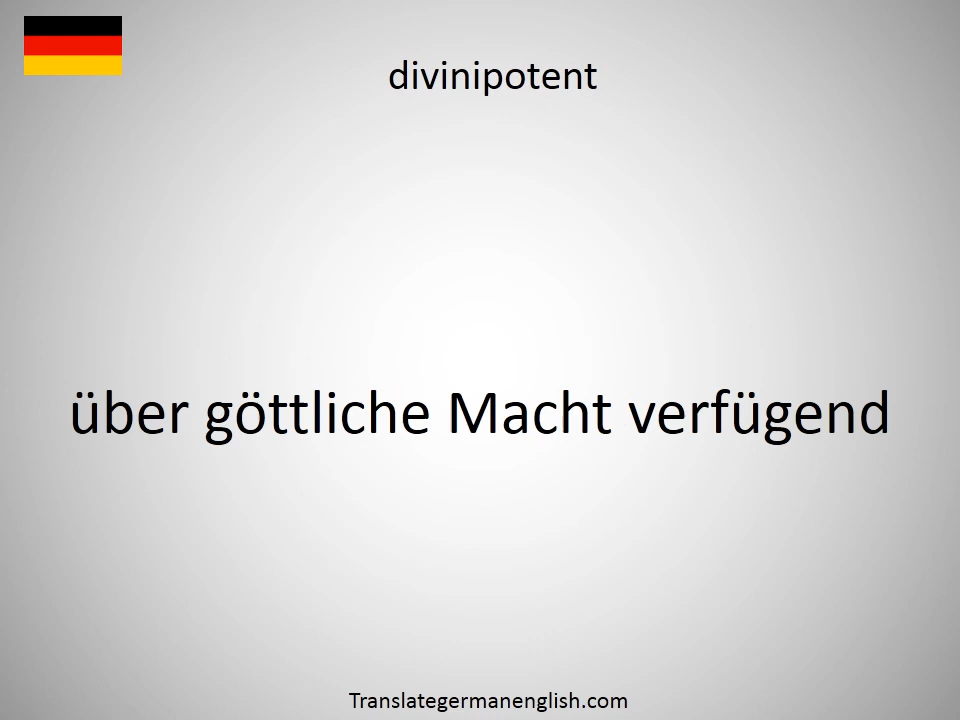 divinipotent
über göttliche Macht verfügend
Translategermanenglish.com